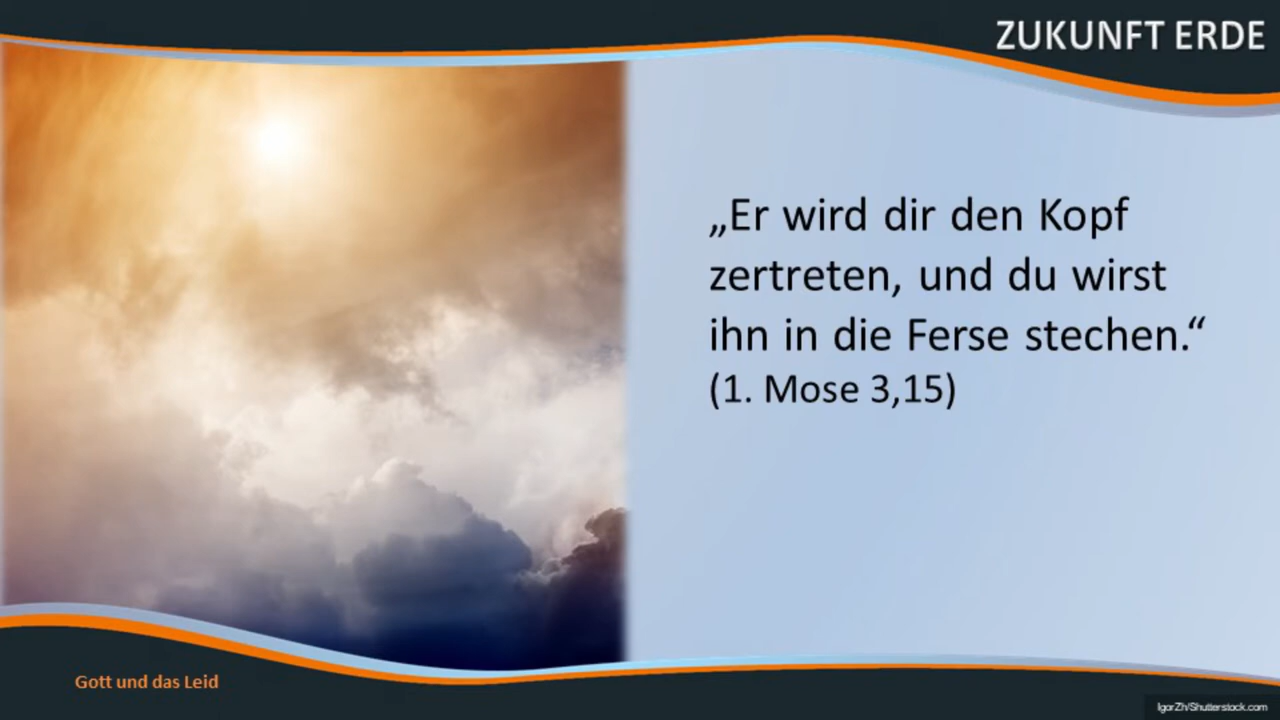 ZUKUNFT ERDE
„Er wird dir den Kopf
zertreten, und du wirst
ihn in die Ferse stechen.“
(1. Mose 3,15)
Gott und das Leid
IgorZh/Shutterstock.com